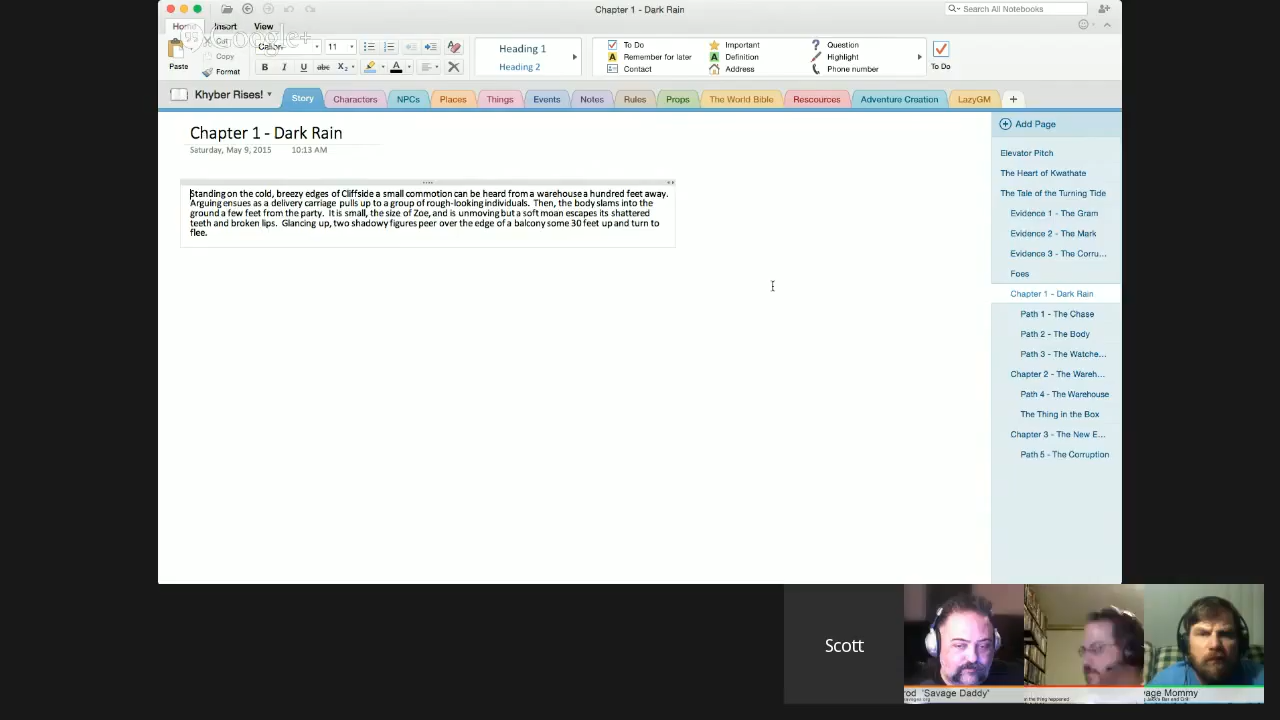 Chapter 1 - Dark Rain
Search All Notebooks
Home Insert View
Google+
Cut
Copy
Format
Paste
11
B I U abc X2
A
Heading 1
Heading 2
To Do
Remember for later
Contact
Important
Definition
Address
Question
Highlight
Phone number
To Do
Khyber Rises!
Story Characters NPCs Places Things Events Notes Rules Props The World Bible Rescources Adventure Creation LazyGM +
Chapter 1 - Dark Rain
Saturday, May 9, 2015 10:13 AM
Standing on the cold, breezy edges of Cliffside a small commotion can be heard from a warehouse a hundred feet away.
Arguing ensues as a delivery carriage pulls up to a group of rough-looking individuals. Then, the body slams into the
ground a few feet from the party. It is small, the size of Zoe, and is unmoving but a soft moan escapes its shattered
teeth and broken lips. Glancing up, two shadowy figures peer over the edge of a balcony some 30 feet up and turn to
flee.
Add Page
Elevator Pitch
The Heart of Kwathate
The Tale of the Turning Tide
Evidence 1 - The Gram
Evidence 2 - The Mark
Evidence 3 - The Corru...
Foes
Chapter 1 - Dark Rain
Path 1 - The Chase
Path 2 - The Body
Path 3 - The Watche...
Chapter 2 - The Wareh...
Path 4 - The Warehouse
The Thing in the Box
Chapter 3 - The New E...
Path 5 - The Corruption
Scott
rod 'Savage Daddy'
vage Mommy